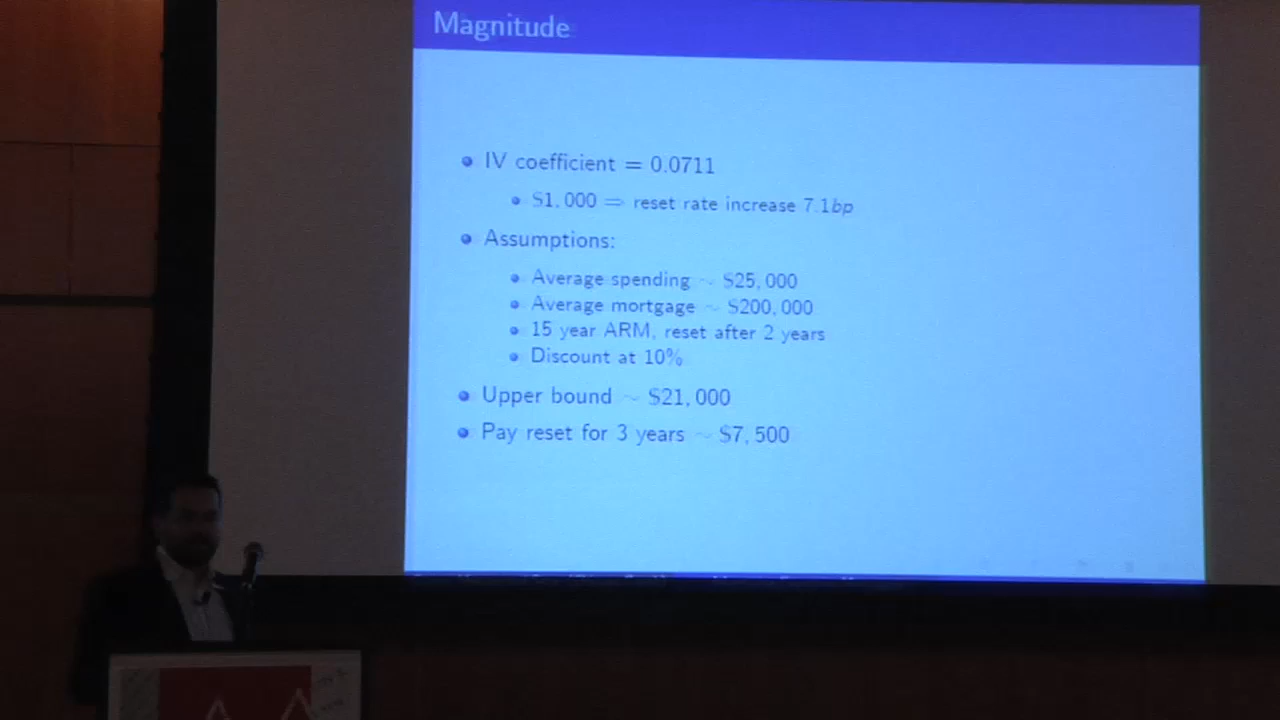 Magnitude
IV coefficient = 0.0711
$1,000 ⇒ reset rate increase 7.1bp
Assumptions:
Average spending ~ $25,000
Average mortgage ~ $200,000
15 year ARM, reset after 2 years
Discount at 10%
Upper bound ~ $21,000
Pay reset for 3 years ~ $7,500